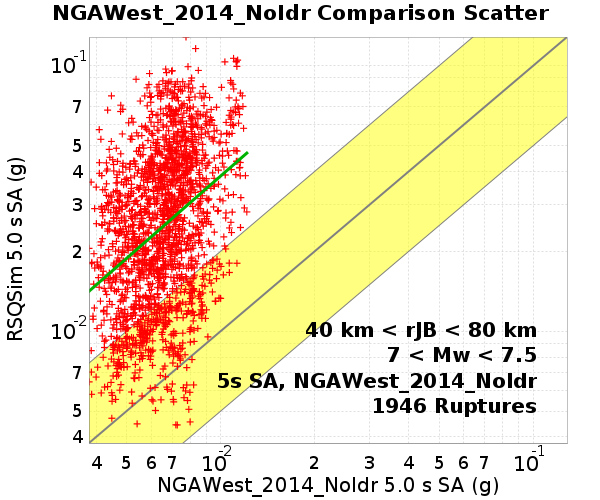 NGAWest_2014_NoIdr Comparison Scatter
RSQSim 5.0 s SA (g)
10⁻¹
7
5
4
3
2
10⁻²
7
5
4
40 km < rJB < 80 km
7 < Mw < 7.5
5s SA, NGAWest_2014_NoIdr
1946 Ruptures
4 5 6 7 10⁻² 2 3 4 5 6 7 10⁻¹
NGAWest_2014_NoIdr 5.0 s SA (g)